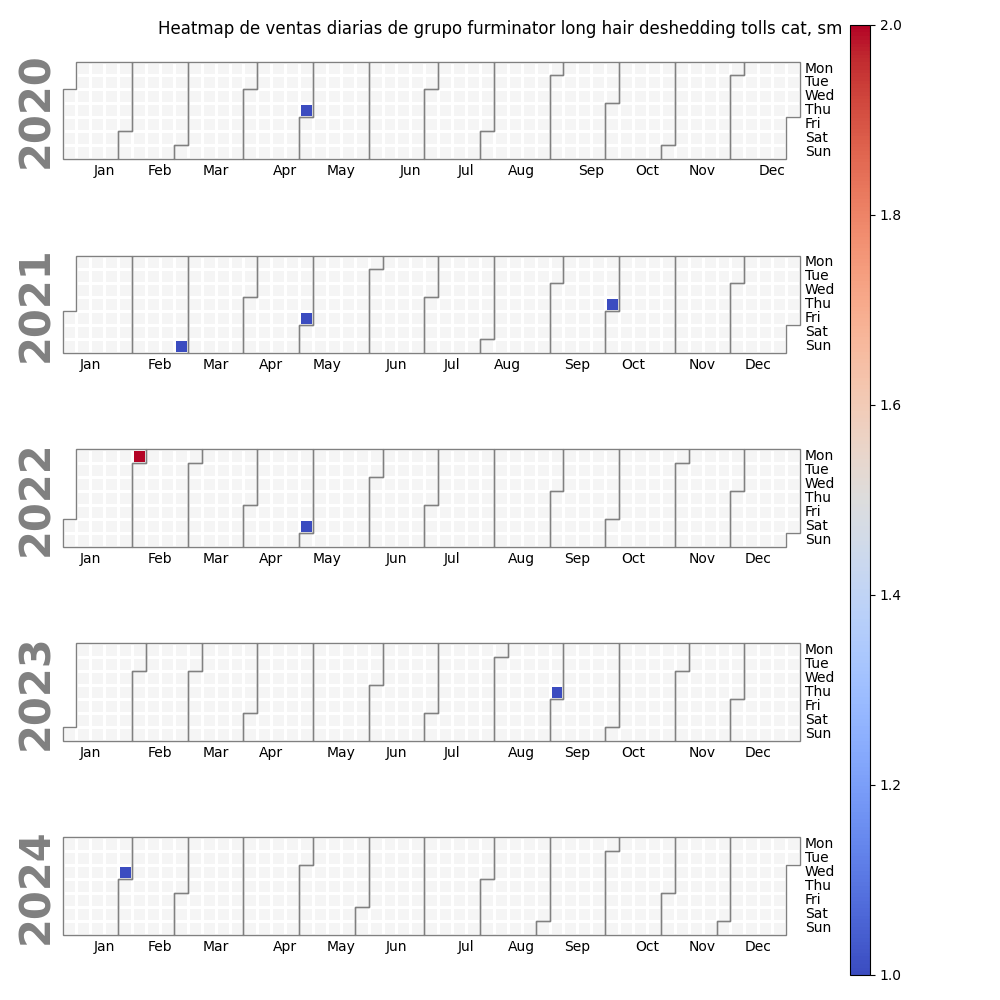 Heatmap de ventas diarias de grupo furminator long hair deshedding tolls cat, sm
2020
Mon
Tue
Wed
Thu
Fri
Sat
Sun
Jan Feb Mar Apr May Jun Jul Aug Sep Oct Nov Dec
2021
Mon
Tue
Wed
Thu
Fri
Sat
Sun
Jan Feb Mar Apr May Jun Jul Aug Sep Oct Nov Dec
2022
Mon
Tue
Wed
Thu
Fri
Sat
Sun
Jan Feb Mar Apr May Jun Jul Aug Sep Oct Nov Dec
2023
Mon
Tue
Wed
Thu
Fri
Sat
Sun
Jan Feb Mar Apr May Jun Jul Aug Sep Oct Nov Dec
2024
Mon
Tue
Wed
Thu
Fri
Sat
Sun
Jan Feb Mar Apr May Jun Jul Aug Sep Oct Nov Dec
2.0
1.8
1.6
1.4
1.2
1.0